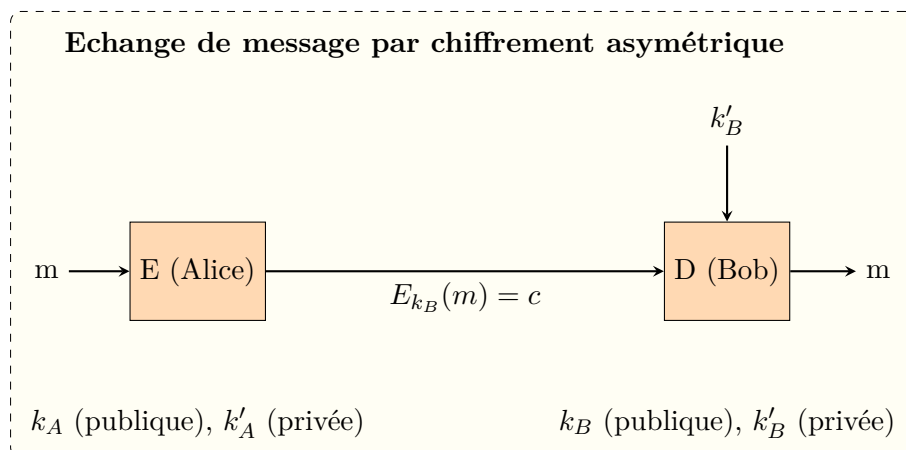 Echange de message par chiffrement asymétrique
k'_B
m
E (Alice)
D (Bob)
m
E_{k_B}(m) = c
k_A (publique), k'_A (privée)
k_B (publique), k'_B (privée)